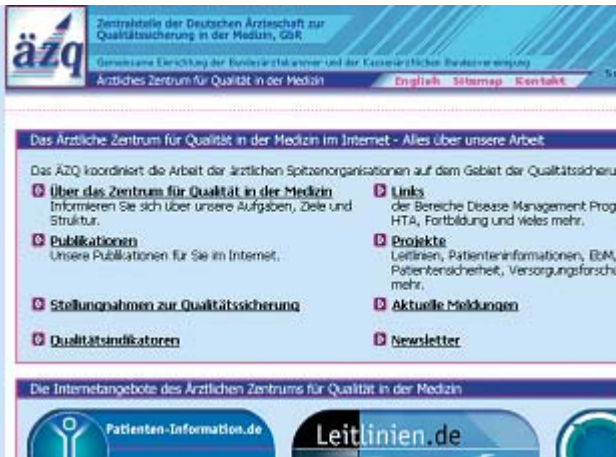 äzq
Zentralstelle der Deutschen Ärzteschaft zur
Qualitätssicherung in der Medizin, GbR
Gemeinsame Einrichtung der Bundesärztekammer und der Kassenärztlichen Bundesvereinigung
Ärztliches Zentrum für Qualität in der Medizin
English Sitemap Kontakt
Das Ärztliche Zentrum für Qualität in der Medizin im Internet - Alles über unsere Arbeit
Das ÄZQ koordiniert die Arbeit der ärztlichen Spitzenorganisationen auf dem Gebiet der Qualitätssicheru
Über das Zentrum für Qualität in der Medizin
Informieren Sie sich über unsere Aufgaben, Ziele und
Struktur.
Links
der Bereiche Disease Management Prog
HTA, Fortbildung und vieles mehr.
Publikationen
Unsere Publikationen für Sie im Internet.
Projekte
Leitlinien, Patienteninformationen, EbM,
Patientensicherheit, Versorgungsforschu
mehr.
Stellungnahmen zur Qualitätssicherung
Aktuelle Meldungen
Qualitätsindikatoren
Newsletter
Die Internetangebote des Ärztlichen Zentrums für Qualität in der Medizin
Patienten-Information.de
Leitlinien.de